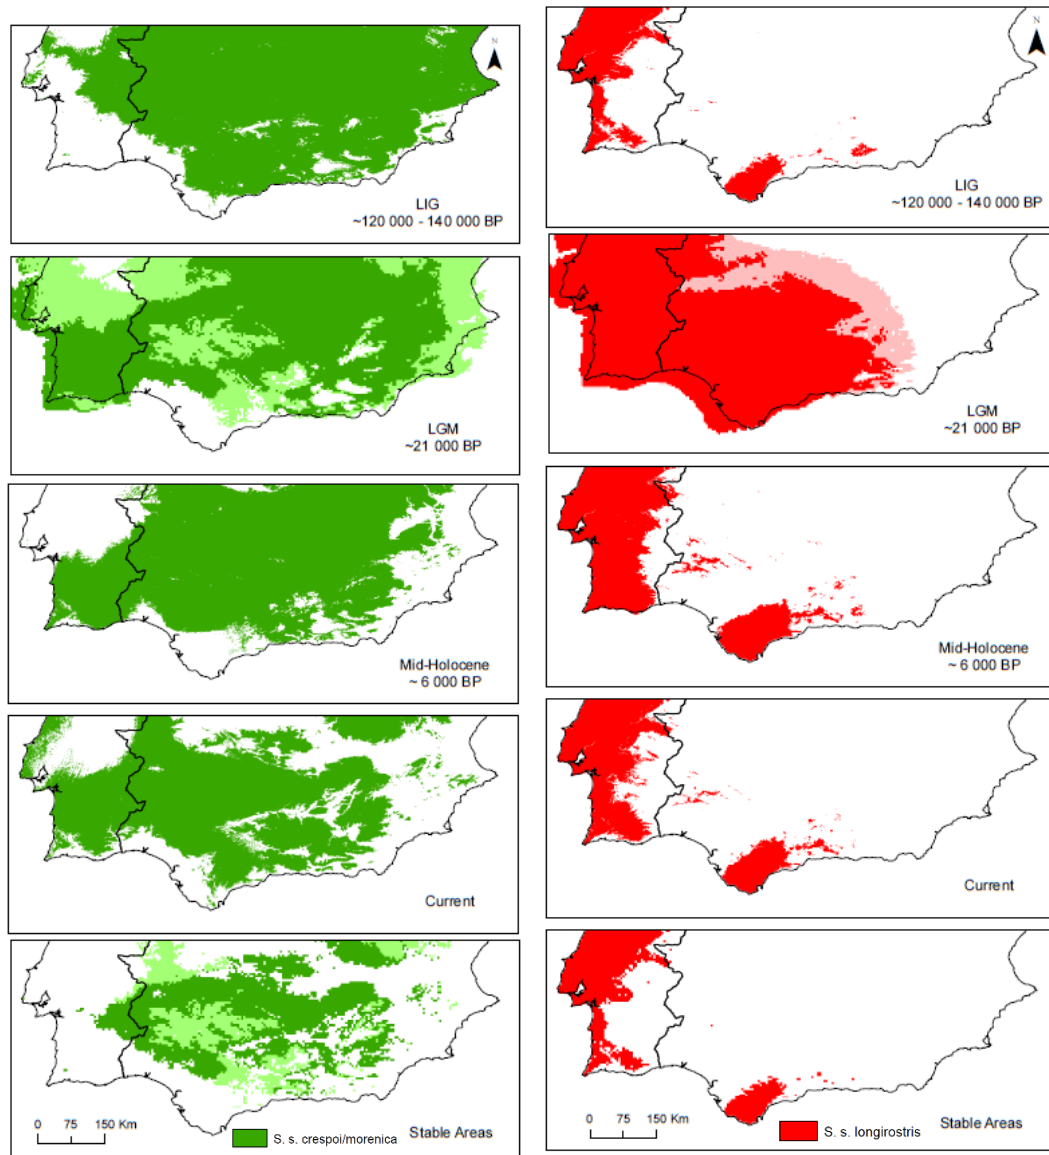 N
LIG
~120 000 - 140 000 BP
LGM
~21 000 BP
Mid-Holocene
~ 6 000 BP
Current
0 75 150 Km
S. s. crespoi/morenica
Stable Areas
N
LIG
~120 000 - 140 000 BP
LGM
~21 000 BP
Mid-Holocene
~ 6 000 BP
Current
0 75 150 Km
S. s. longirostris
Stable Areas